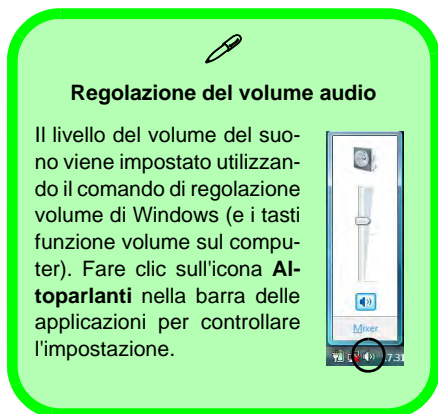 Regolazione del volume audio
Il livello del volume del suo-
no viene impostato utilizzan-
do il comando di regolazione
volume di Windows (e i tasti
funzione volume sul compu-
ter). Fare clic sull'icona Al-
toparlanti nella barra delle
applicazioni per controllare
l'impostazione.
Mixer